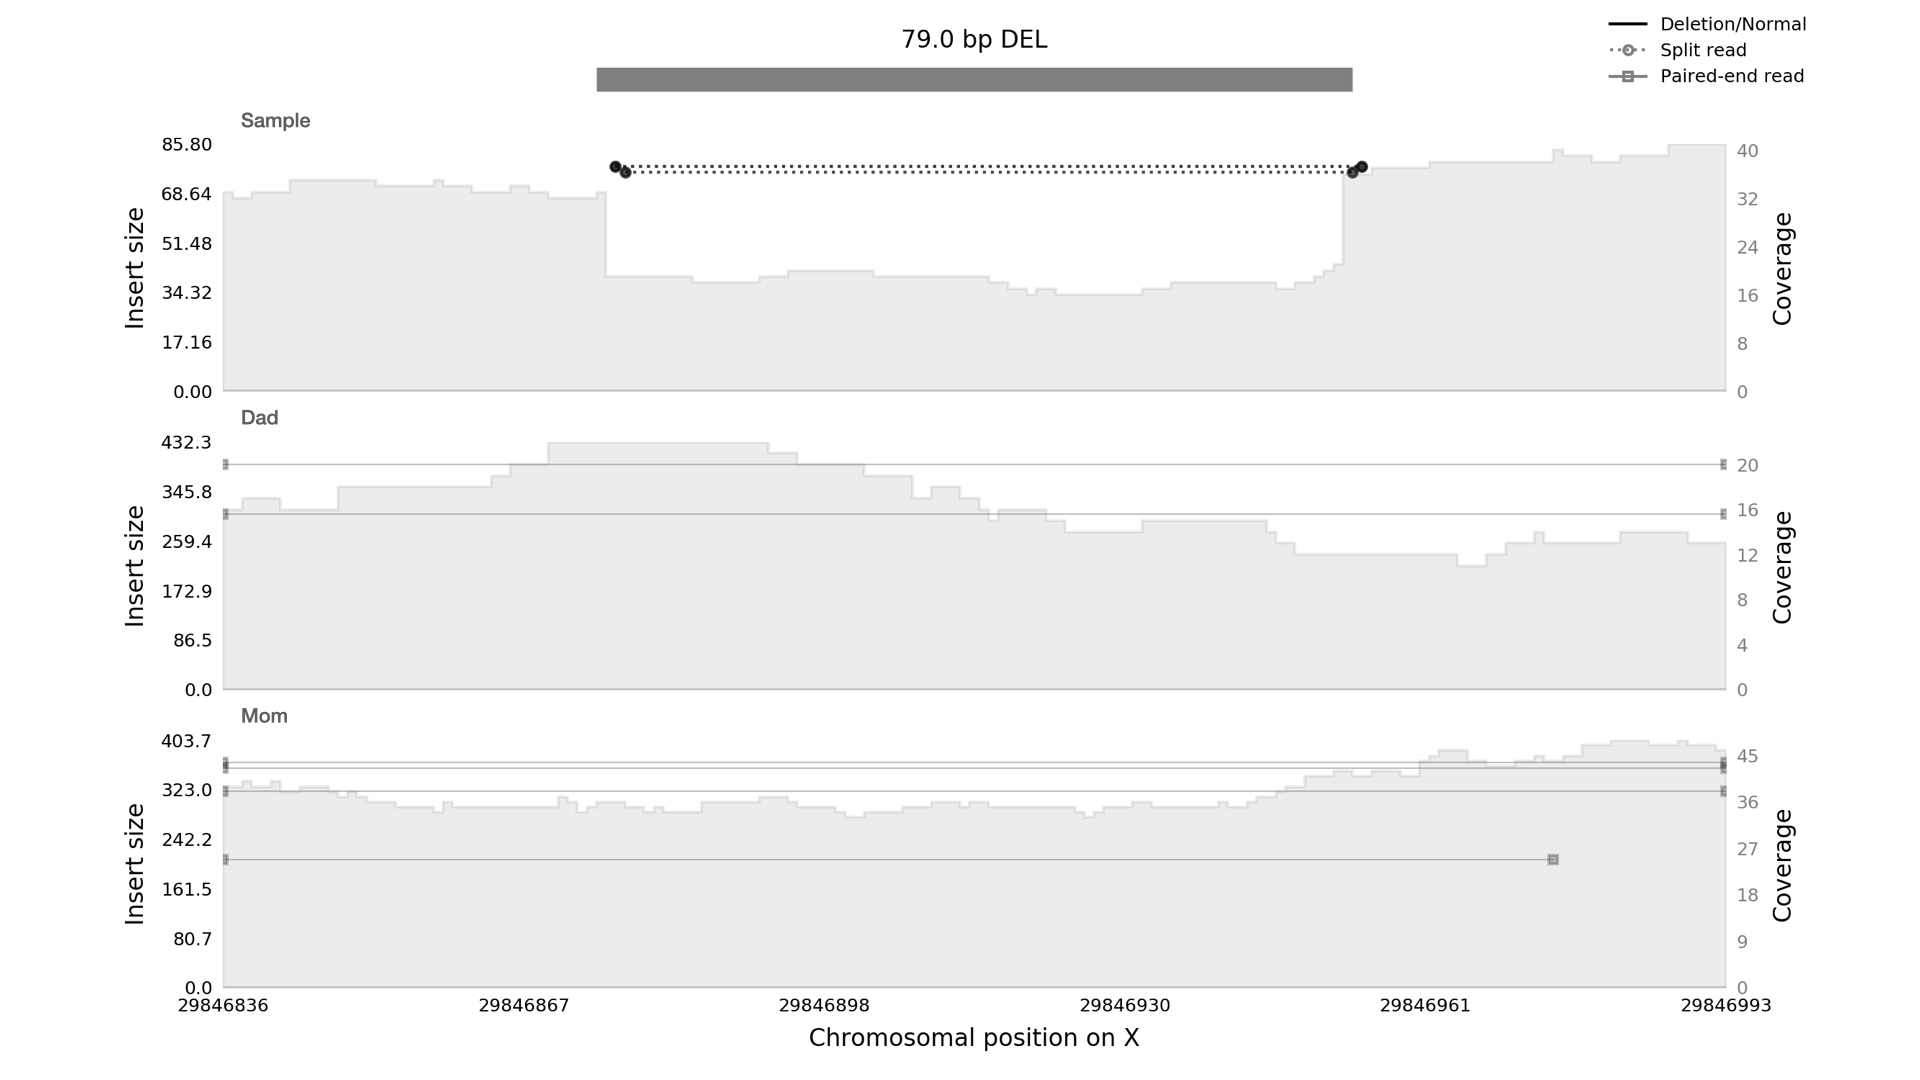 79.0 bp DEL
Deletion/Normal
Split read
Paired-end read
Sample
85.80
68.64
51.48
34.32
17.16
0.00
Insert size
40
32
24
16
8
0
Coverage
Dad
432.3
345.8
259.4
172.9
86.5
0.0
Insert size
20
16
12
8
4
0
Coverage
Mom
403.7
323.0
242.2
161.5
80.7
0.0
Insert size
45
36
27
18
9
0
Coverage
29846836 29846867 29846898 29846930 29846961 29846993
Chromosomal position on X